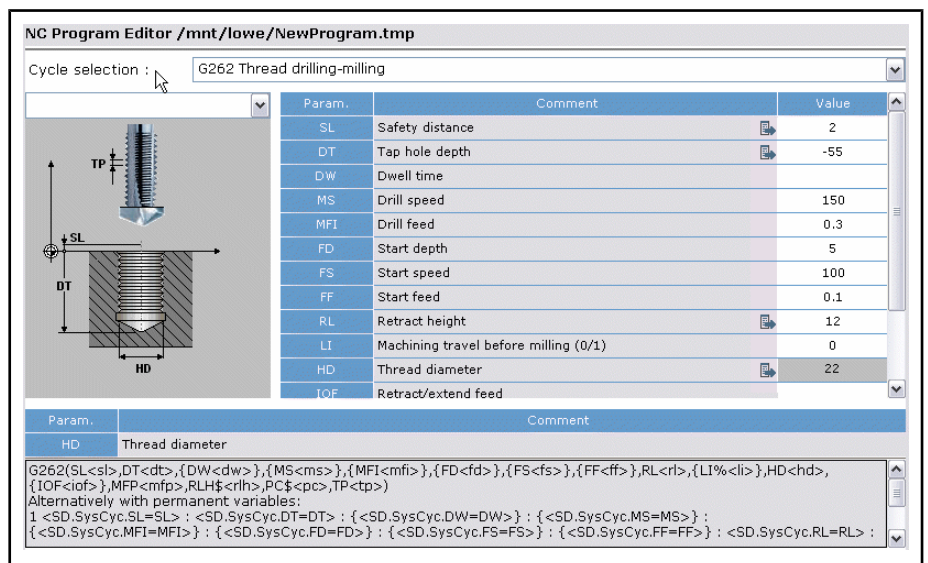 NC Program Editor /mnt/lowe/NewProgram.tmp
Cycle selection : G262 Thread drilling-milling
Param. Comment Value
SL Safety distance 2
DT Tap hole depth -55
DW Dwell time
MS Drill speed 150
MFI Drill feed 0.3
FD Start depth 5
FS Start speed 100
FF Start feed 0.1
RL Retract height 12
LI Machining travel before milling (0/1) 0
HD Thread diameter 22
IOF Retract/extend feed
TP
SL
DT
HD
Param. Comment
HD Thread diameter
G262(SL<sl>,DT<dt>,{DW<dw>},{MS<ms>},{MFI<mfi>},{FD<fd>},{FS<fs>},{FF<ff>},RL<rl>,{LI%<li>},HD<hd>,
{IOF<iof>},MFP<mfp>,RLH$<rlh>,PC$<pc>,TP<tp>)
Alternatively with permanent variables:
1 <SD.SysCyc.SL=SL> : <SD.SysCyc.DT=DT> : {<SD.SysCyc.DW=DW>} : {<SD.SysCyc.MS=MS>} :
{<SD.SysCyc.MFI=MFI>} : {<SD.SysCyc.FD=FD>} : {<SD.SysCyc.FS=FS>} : {<SD.SysCyc.FF=FF>} : <SD.SysCyc.RL=RL> :